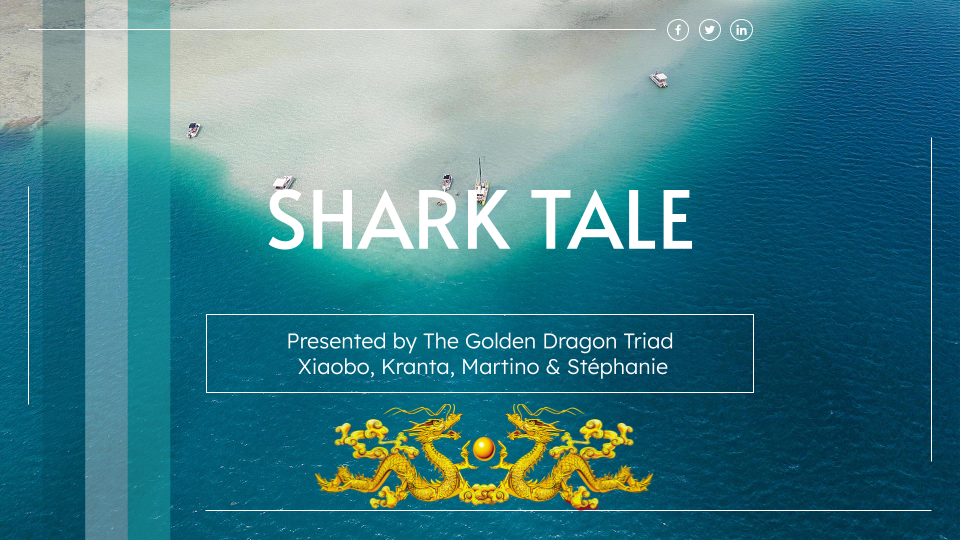 SHARK TALE
Presented by The Golden Dragon Triad
Xiaobo, Kranta, Martino & Stéphanie